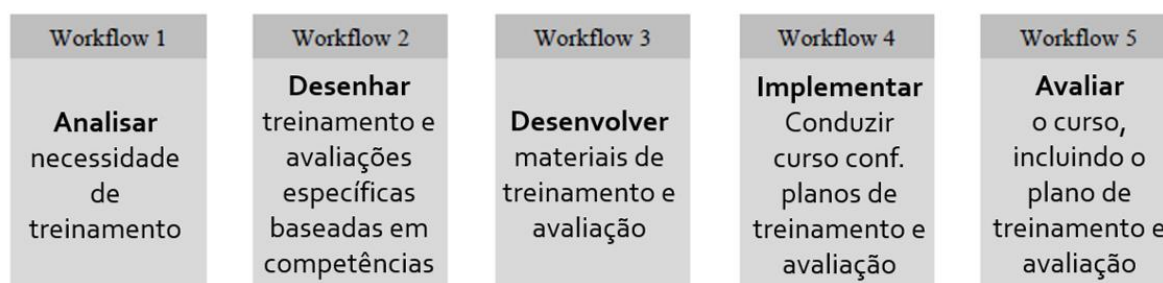 Workflow 1
Analisar
necessidade
de
treinamento
Workflow 2
Desenhar
treinamento e
avaliações
específicas
baseadas em
competências
Workflow 3
Desenvolver
materiais de
treinamento e
avaliação
Workflow 4
Implementar
Conduzir
curso conf.
planos de
treinamento e
avaliação
Workflow 5
Avaliar
o curso,
incluindo o
plano de
treinamento e
avaliação